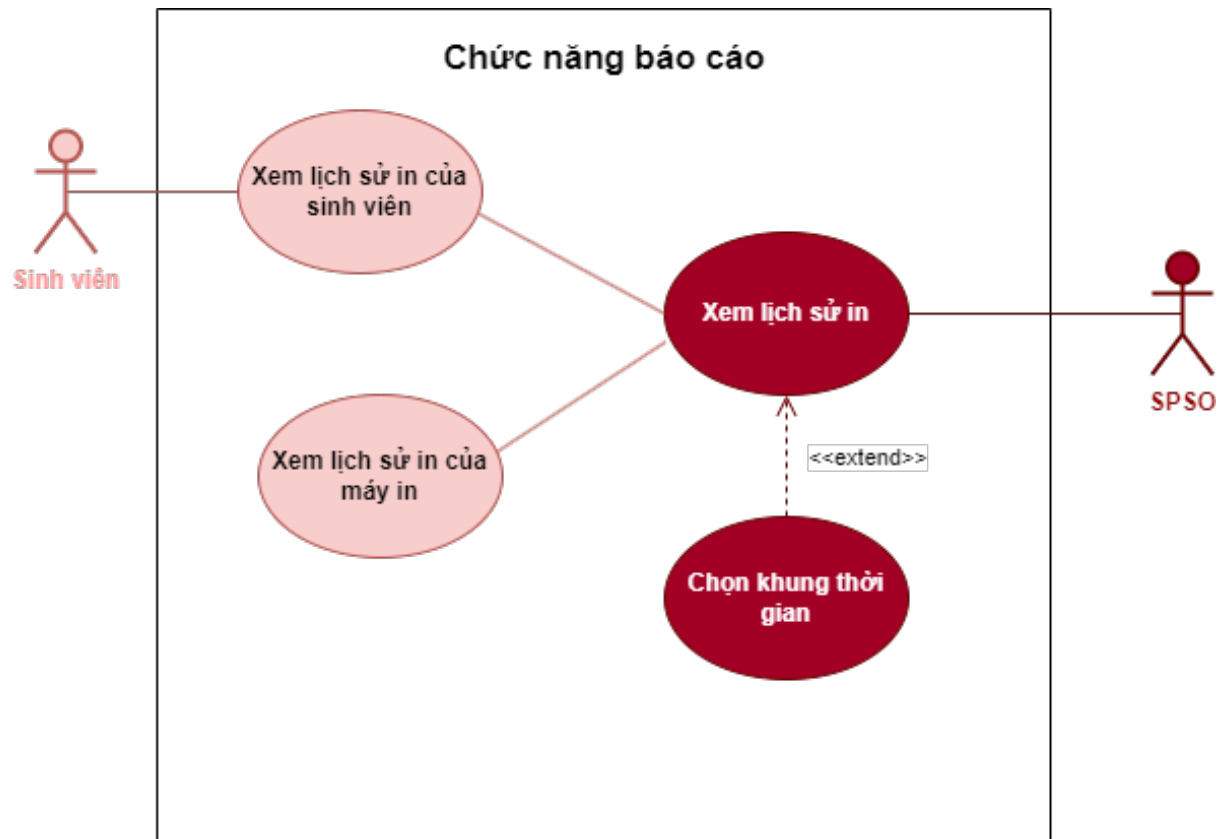 Chức năng báo cáo
Xem lịch sử in của
sinh viên
Sinh viên
Xem lịch sử in
SPSO
Xem lịch sử in của
máy in
<<extend>>
Chọn khung thời
gian